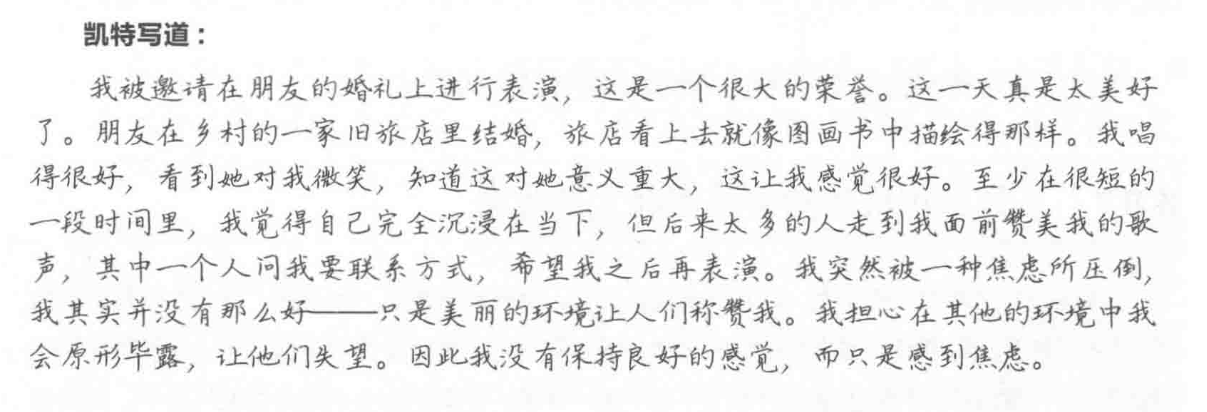 凯特写道：
我被邀请在朋友的婚礼上进行表演，这是一个很大的荣誉。这一天真是太美好
了。朋友在乡村的一家旧旅店里结婚，旅店看上去就像图画书中描绘得那样。我唱
得很好，看到她对我微笑，知道这对她意义重大，这让我感觉很好。至少在很短的
一段时间里，我觉得自己完全沉浸在当下，但后来太多的人走到我面前赞美我的歌
声，其中一个人问我要联系方式，希望我之后再表演。我突然被一种焦虑所压倒，
我其实并没有那么好——只是美丽的环境让人们称赞我。我担心在其他的环境中我
会原形毕露，让他们失望。因此我没有保持良好的感觉，而只是感到焦虑。